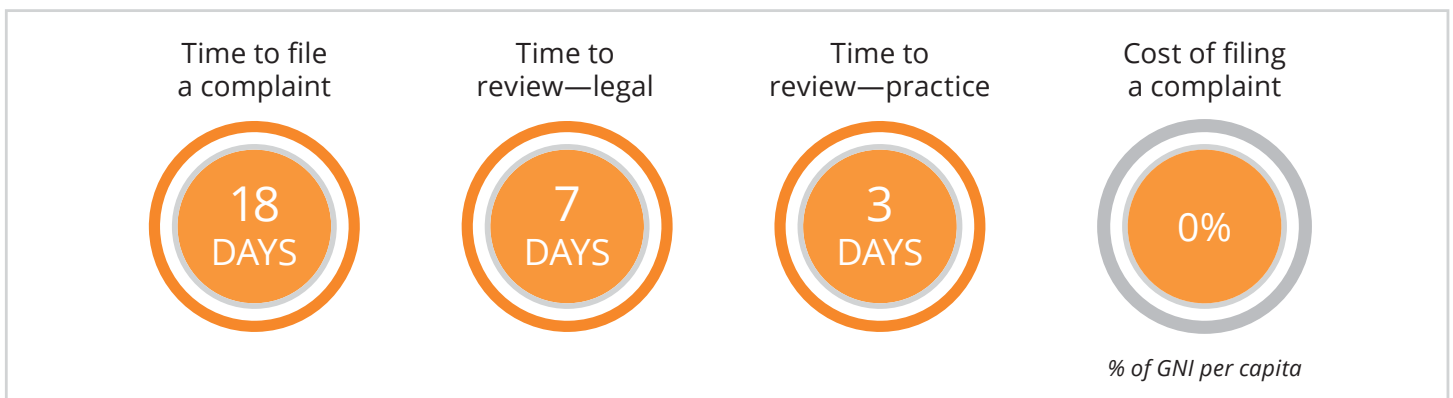 Time to file
a complaint
18
DAYS
Time to
review—legal
7
DAYS
Time to
review—practice
3
DAYS
Cost of filing
a complaint
0%
% of GNI per capita